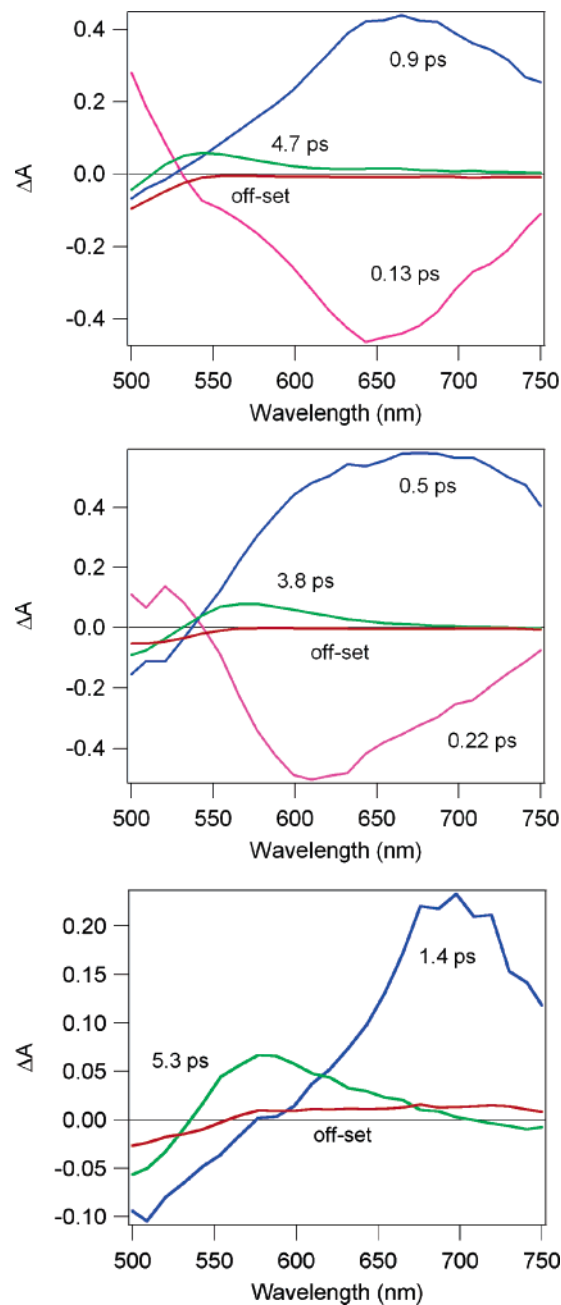 0.4
0.2
0.0
-0.2
-0.4
ΔA
0.9 ps
4.7 ps
off-set
0.13 ps
500 550 600 650 700 750
Wavelength (nm)
0.4
0.2
0.0
-0.2
-0.4
ΔA
0.5 ps
3.8 ps
off-set
0.22 ps
500 550 600 650 700 750
Wavelength (nm)
0.20
0.15
0.10
0.05
0.00
-0.05
-0.10
ΔA
1.4 ps
5.3 ps
off-set
500 550 600 650 700 750
Wavelength (nm)